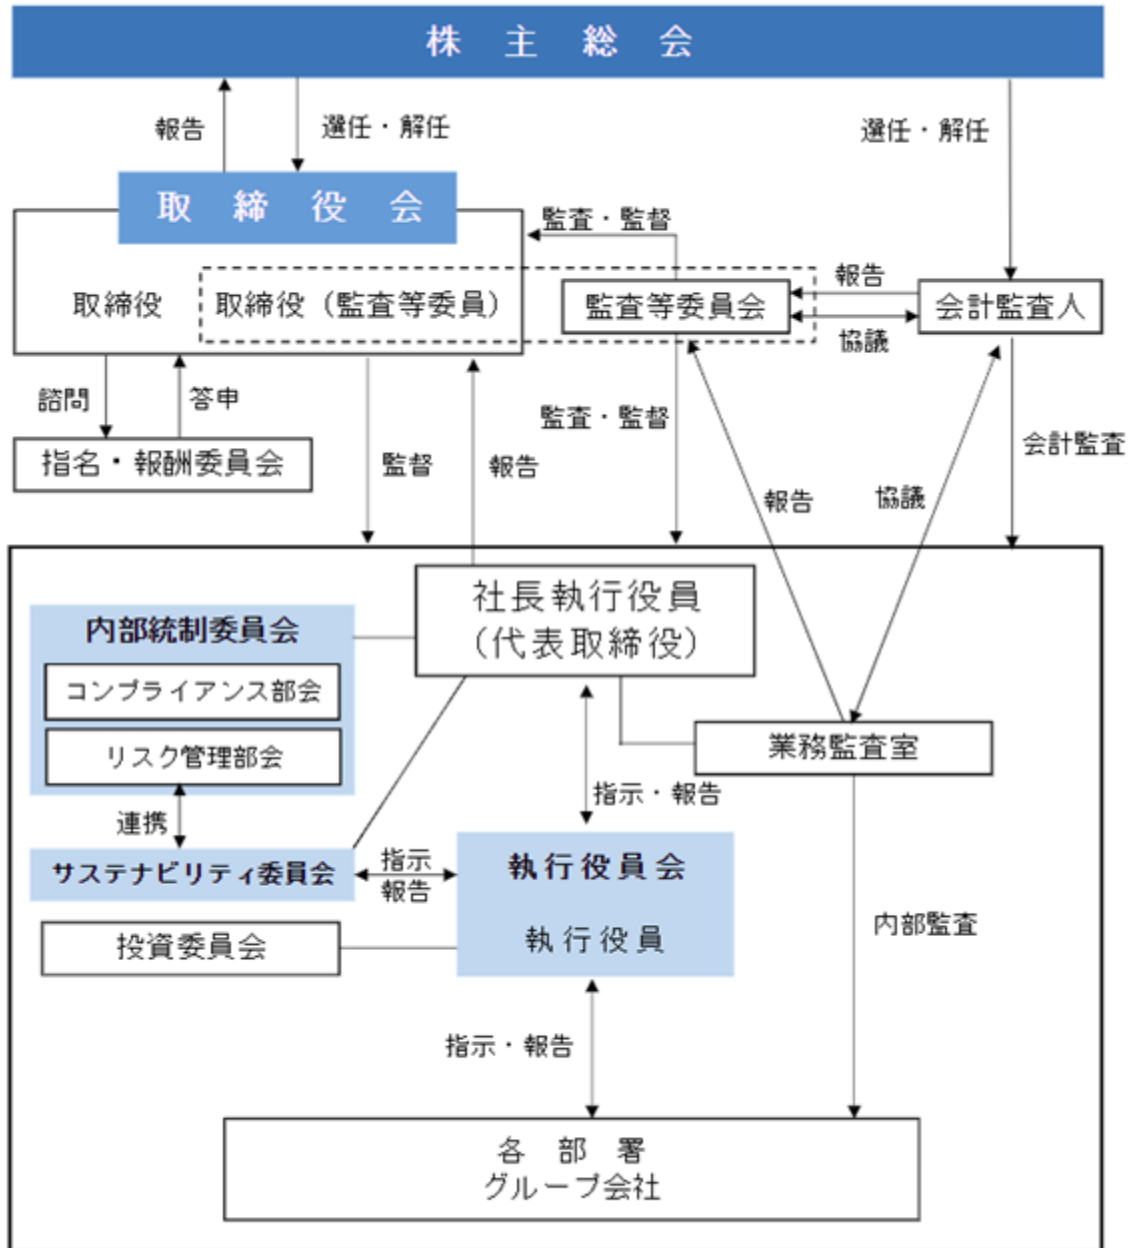 株主総会
報告
選任・解任
選任・解任
取締役会
監査・監督
取締役
取締役（監査等委員）
監査等委員会
報告
協議
会計監査人
諮問
答申
指名・報酬委員会
監督
報告
監査・監督
報告
協議
会計監査
社長執行役員
（代表取締役）
内部統制委員会
コンプライアンス部会
リスク管理部会
業務監査室
連携
指示・報告
サステナビリティ委員会
指示
報告
執行役員会
執行役員
投資委員会
内部監査
指示・報告
各部署
グループ会社